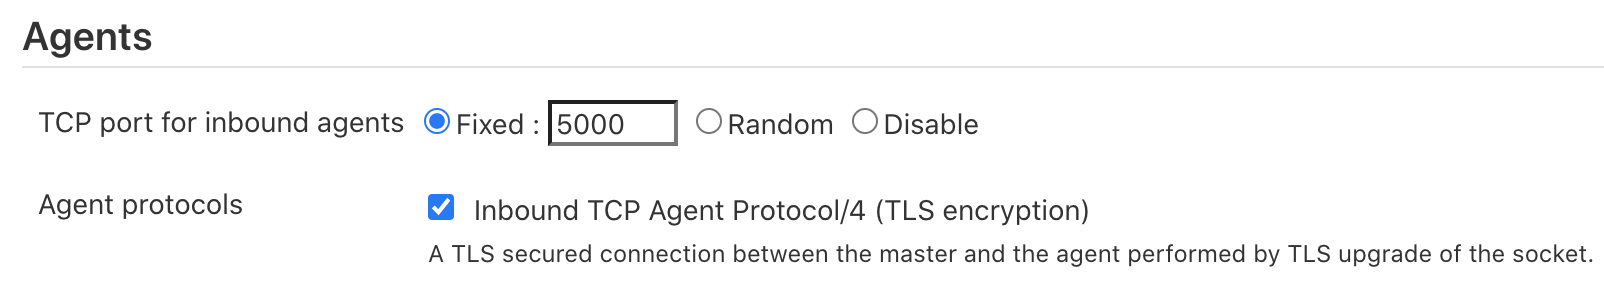 Agents
TCP port for inbound agents Fixed : 5000 Random Disable
Agent protocols Inbound TCP Agent Protocol/4 (TLS encryption)
A TLS secured connection between the master and the agent performed by TLS upgrade of the socket.